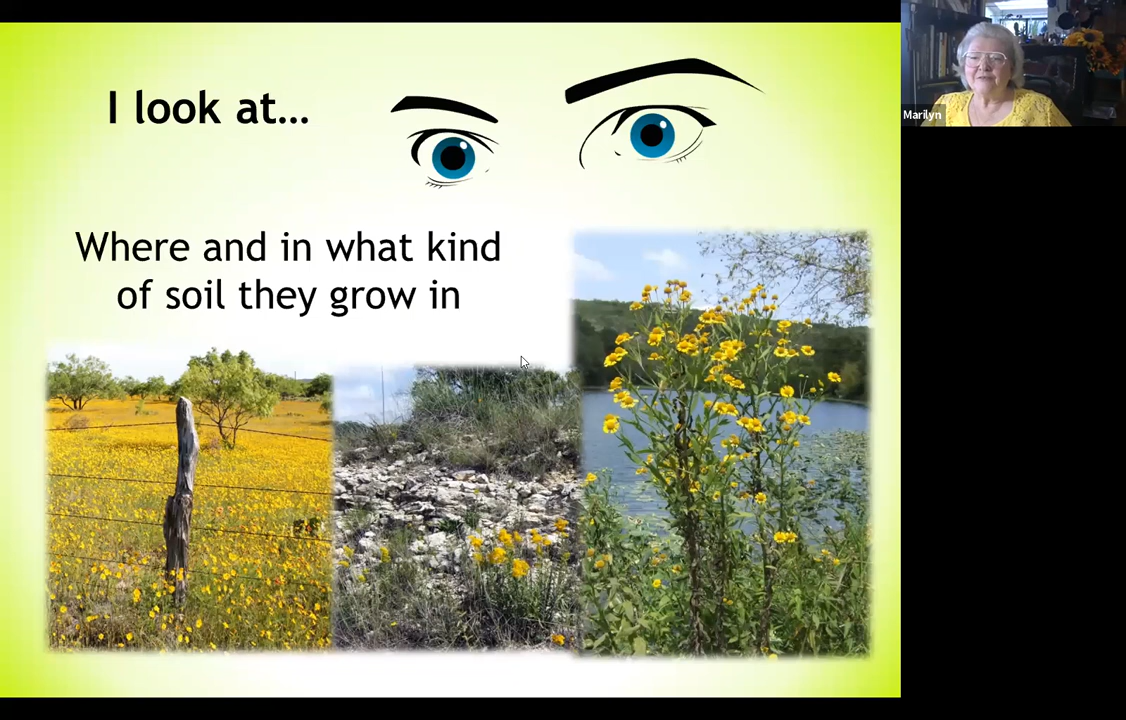 I look at...
Where and in what kind
of soil they grow in
Marilyn